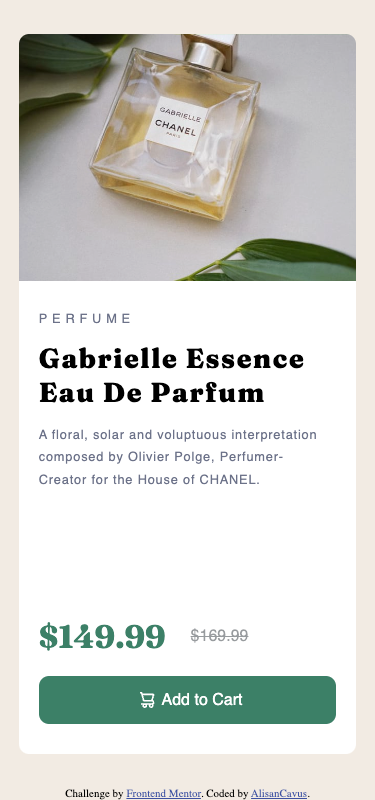 GABRIELLE
CHANEL
PARIS
PERFUME
Gabrielle Essence
Eau De Parfum
A floral, solar and voluptuous interpretation
composed by Olivier Polge, Perfumer-
Creator for the House of CHANEL.
$149.99 $169.99
Add to Cart
Challenge by Frontend Mentor. Coded by AlisanCavus.